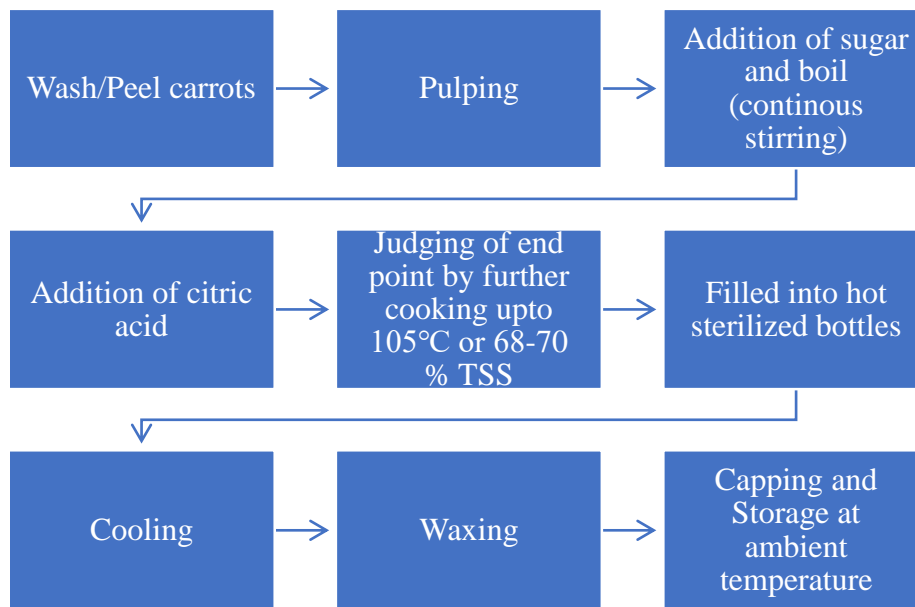 Wash/Peel carrots
Pulping
Addition of sugar
and boil
(continous
stirring)
Addition of citric
acid
Judging of end
point by further
cooking upto
105°C or 68-70
% TSS
Filled into hot
sterilized bottles
Cooling
Waxing
Capping and
Storage at
ambient
temperature